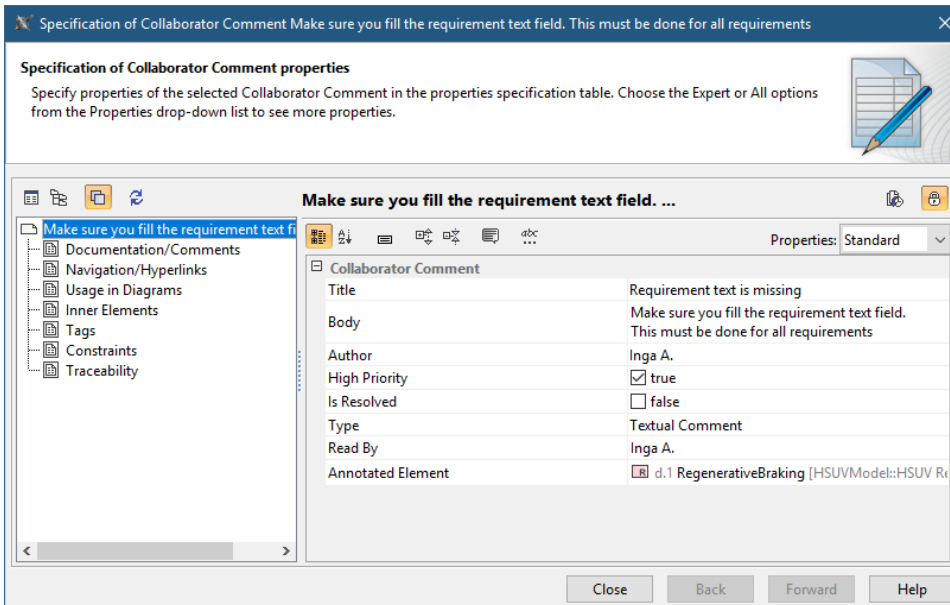 Specification of Collaborator Comment Make sure you fill the requirement text field. This must be done for all requirements
Specification of Collaborator Comment properties
Specify properties of the selected Collaborator Comment in the properties specification table. Choose the Expert or All options
from the Properties drop-down list to see more properties.
Make sure you fill the requirement text field. ...
Make sure you fill the requirement text fi
Documentation/Comments
Navigation/Hyperlinks
Usage in Diagrams
Inner Elements
Tags
Constraints
Traceability
Properties: Standard
Collaborator Comment
Title Requirement text is missing
Body Make sure you fill the requirement text field.
This must be done for all requirements
Author Inga A.
High Priority true
Is Resolved false
Type Textual Comment
Read By Inga A.
Annotated Element R d.1 RegenerativeBraking [HSUVModel::HSUV Re
Close Back Forward Help